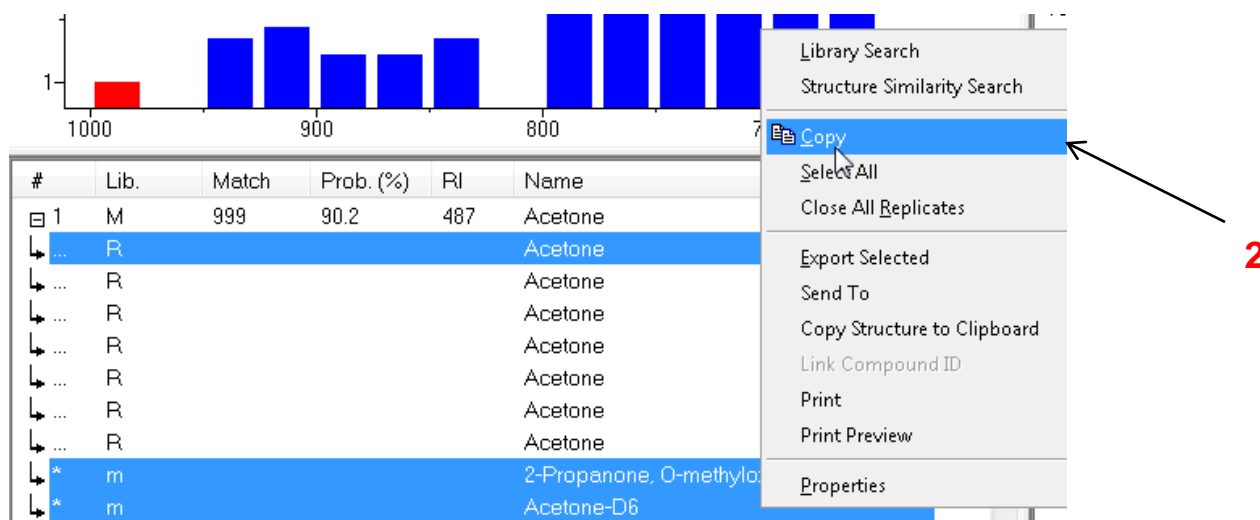 1
1000 900 800 7
Library Search
Structure Similarity Search
Copy
Select All
Close All Replicates
Export Selected
Send To
Copy Structure to Clipboard
Link Compound ID
Print
Print Preview
Properties
2
# Lib. Match Prob. (%) RI Name
1 M 999 90.2 487 Acetone
... R Acetone
... R Acetone
... R Acetone
... R Acetone
... R Acetone
... R Acetone
... R Acetone
* m 2-Propanone, O-methylo
* m Acetone-D6